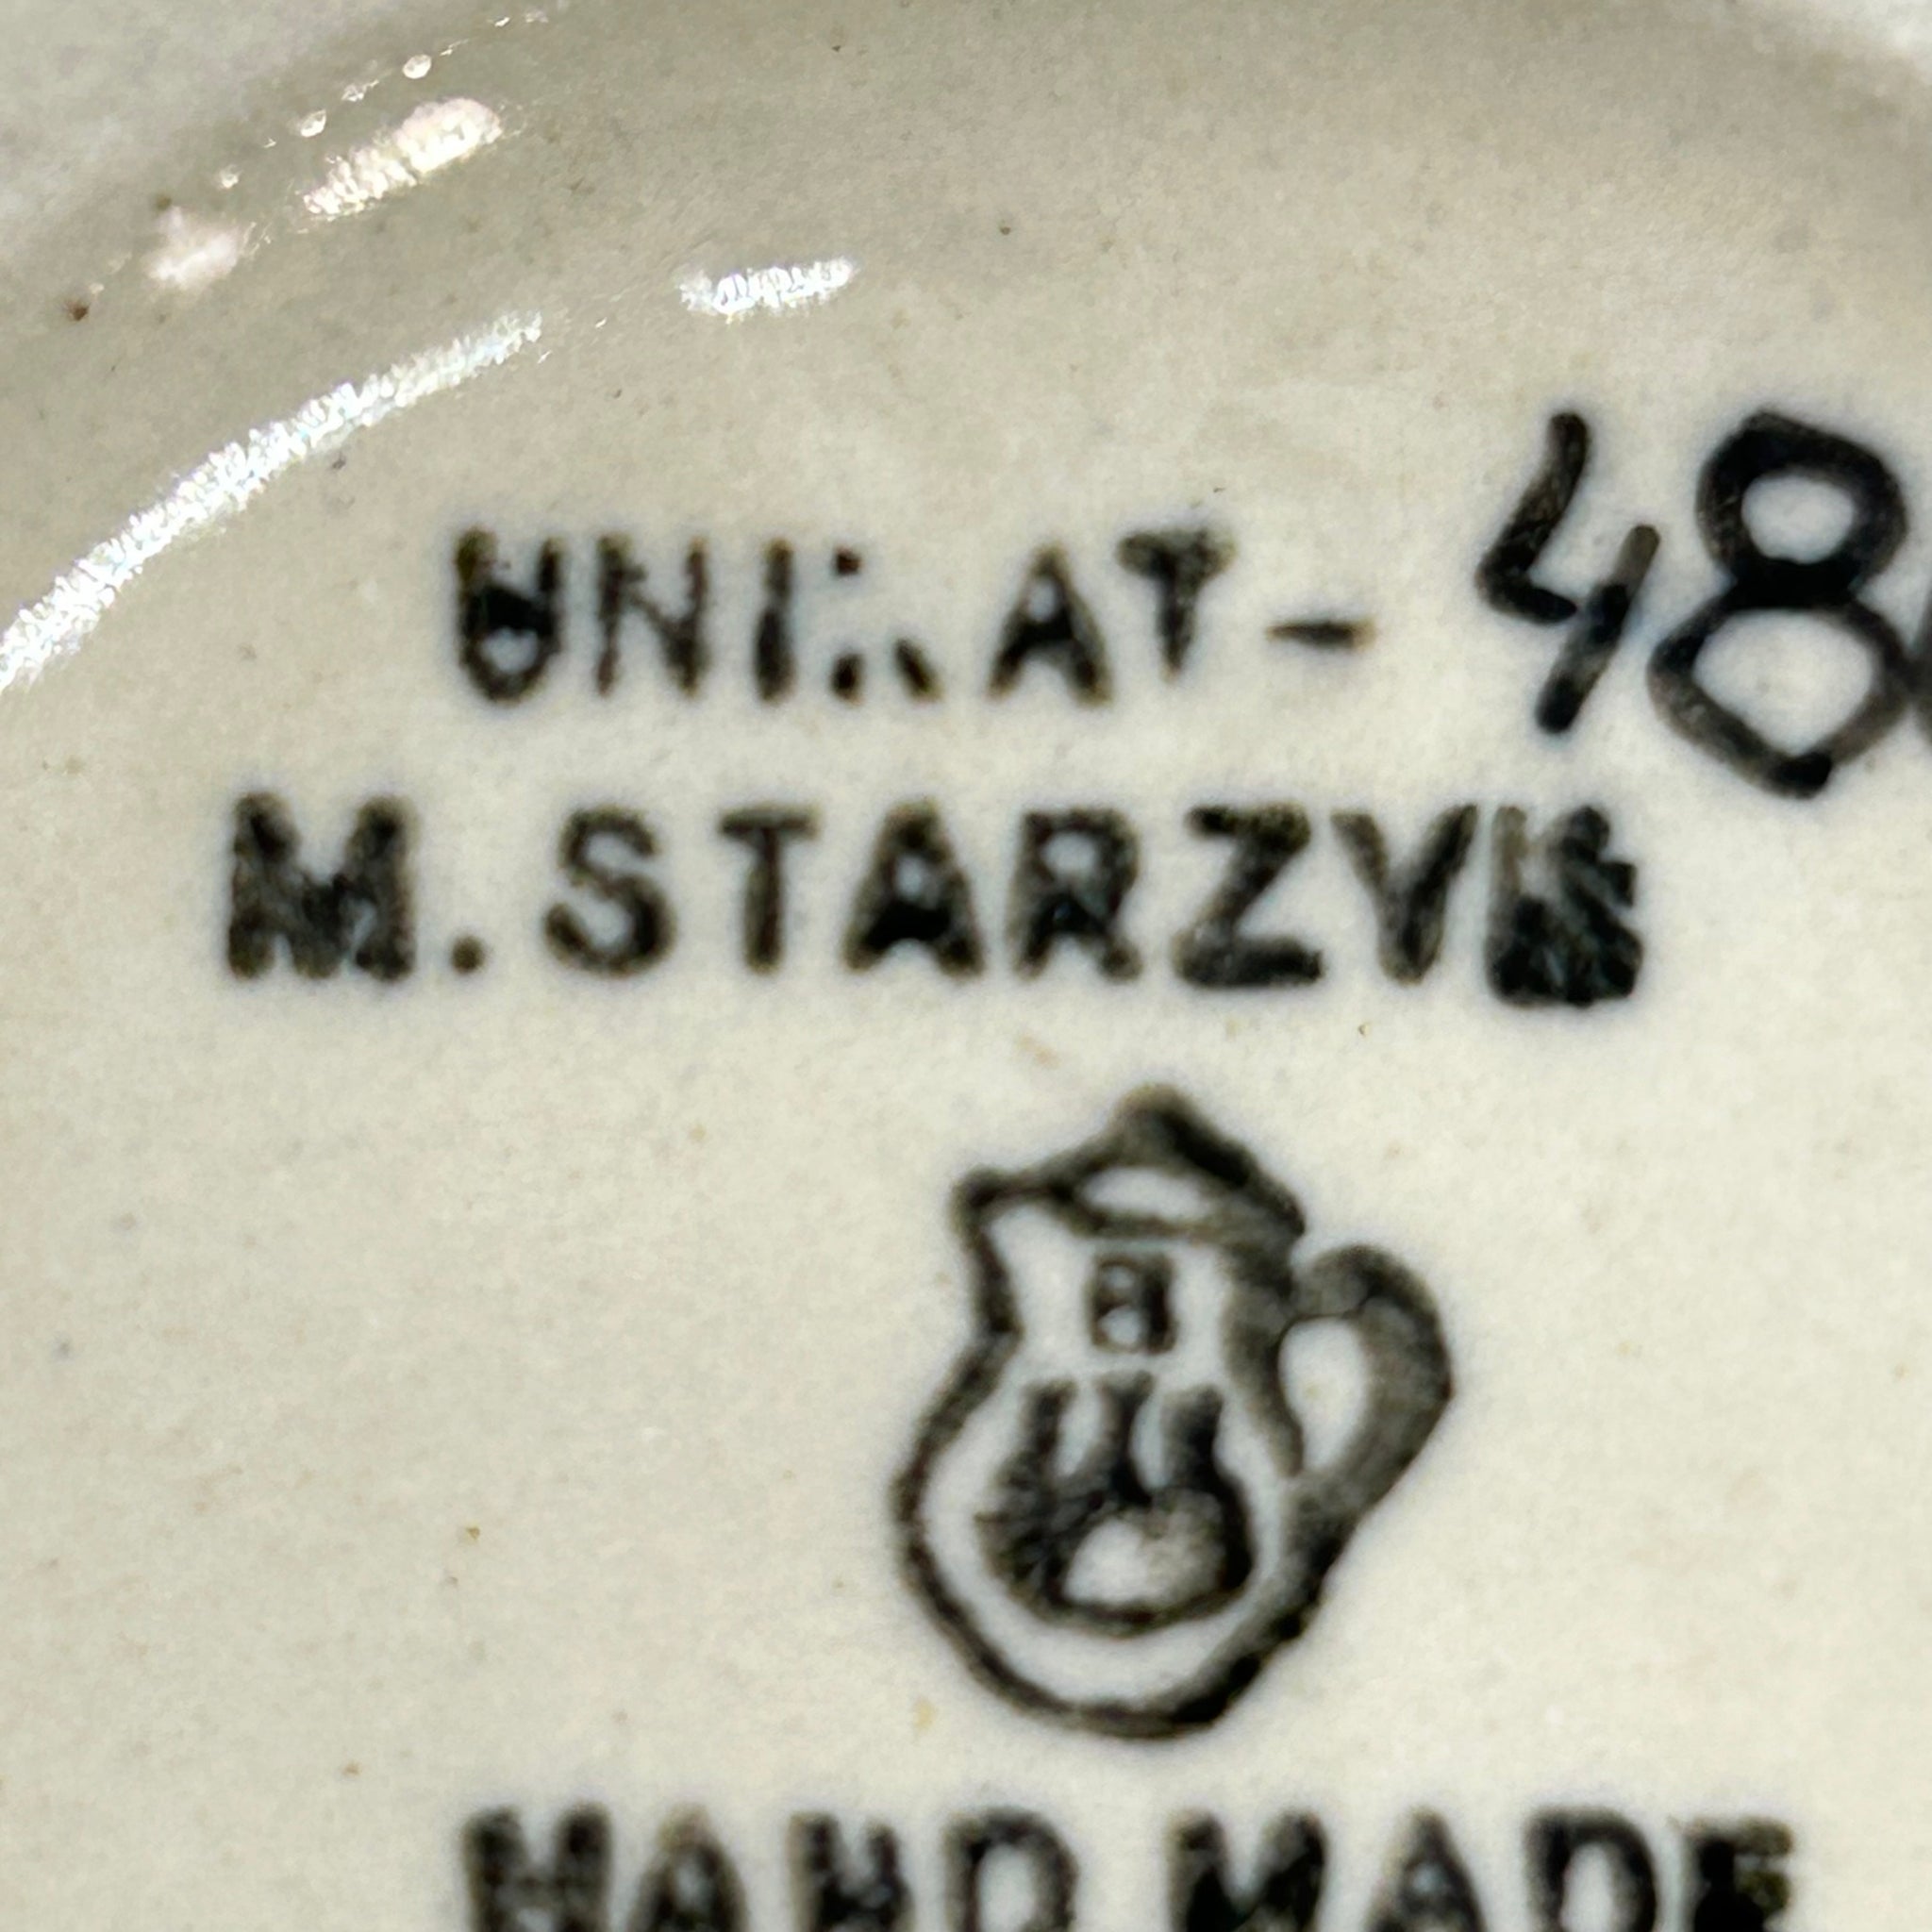 UNIKAT- 48
M. STARZYK
B
HAND MADE